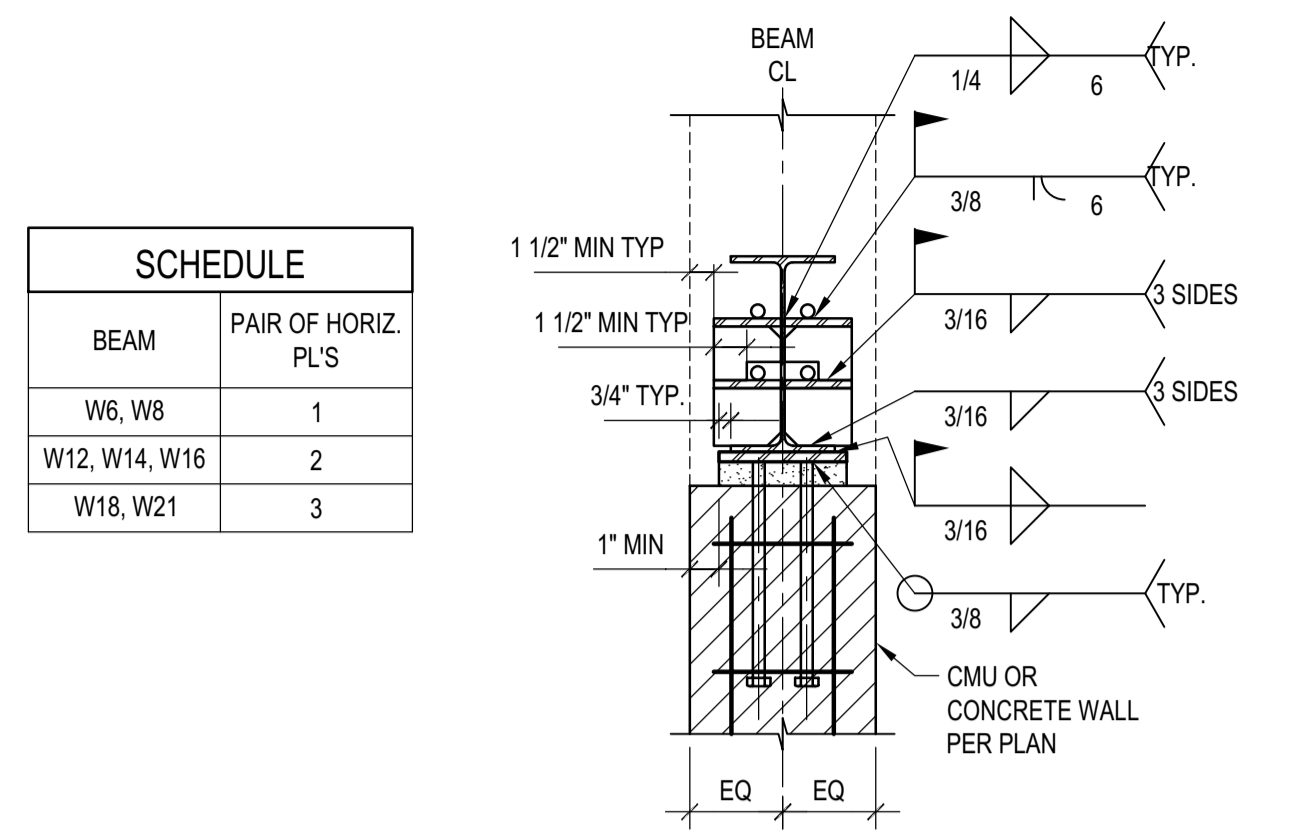 SCHEDULE
BEAM
PAIR OF HORIZ.
PL'S
W6, W8
1
W12, W14, W16
2
W18, W21
3
BEAM
CL
1 1/2" MIN TYP
1 1/2" MIN TYP
3/4" TYP.
1" MIN
EQ
EQ
1/4
6
TYP.
3/8
6
TYP.
3/16
3 SIDES
3/16
3 SIDES
3/16
3/8
TYP.
CMU OR
CONCRETE WALL
PER PLAN